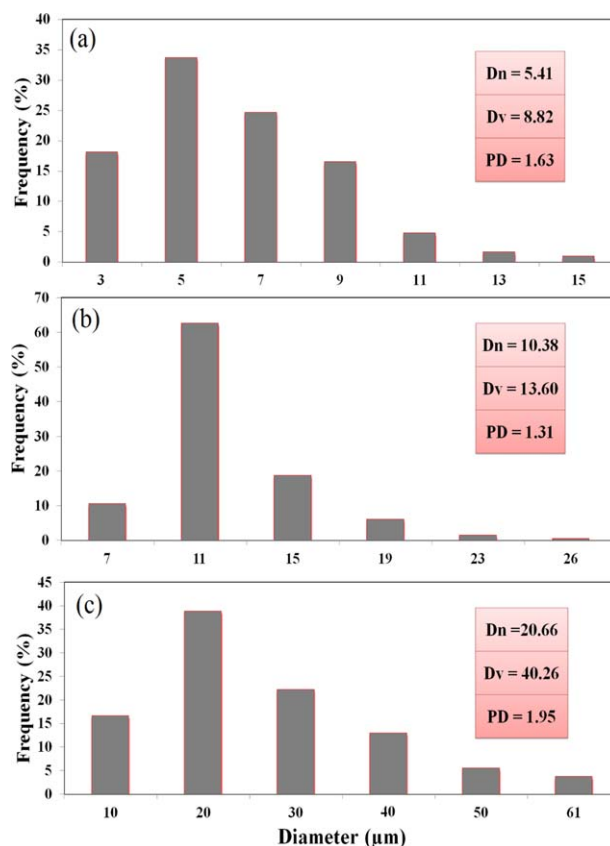 (a)
Frequency (%)
40
35
30
25
20
15
10
5
0
Dn = 5.41
Dv = 8.82
PD = 1.63
3 5 7 9 11 13 15
(b)
Frequency (%)
70
60
50
40
30
20
10
0
Dn = 10.38
Dv = 13.60
PD = 1.31
7 11 15 19 23 26
(c)
Frequency (%)
45
40
35
30
25
20
15
10
5
0
Dn =20.66
Dv = 40.26
PD = 1.95
10 20 30 40 50 61
Diameter (µm)